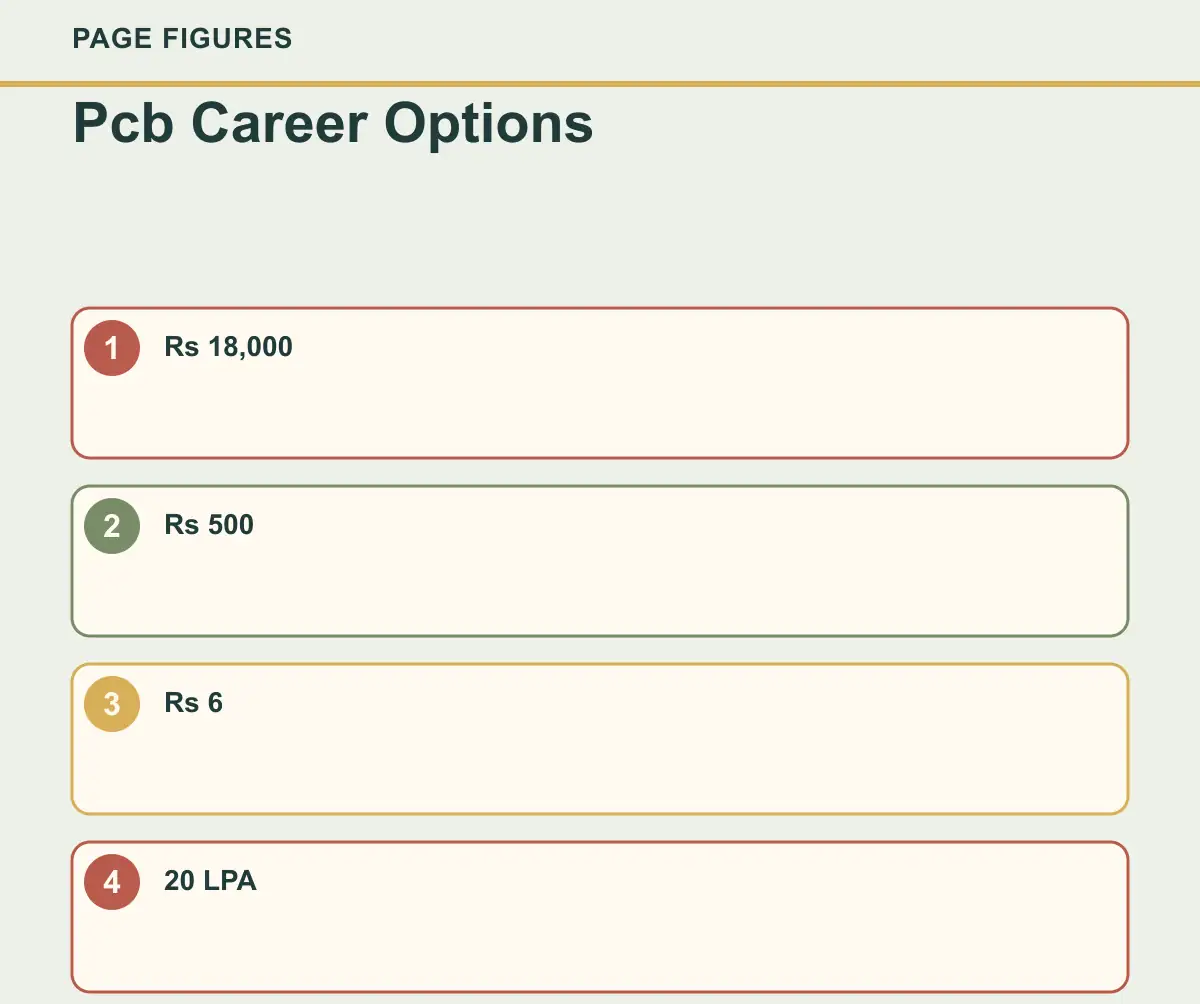 PAGE FIGURES
Pcb Career Options
1 Rs 18,000
2 Rs 500
3 Rs 6
4 20 LPA